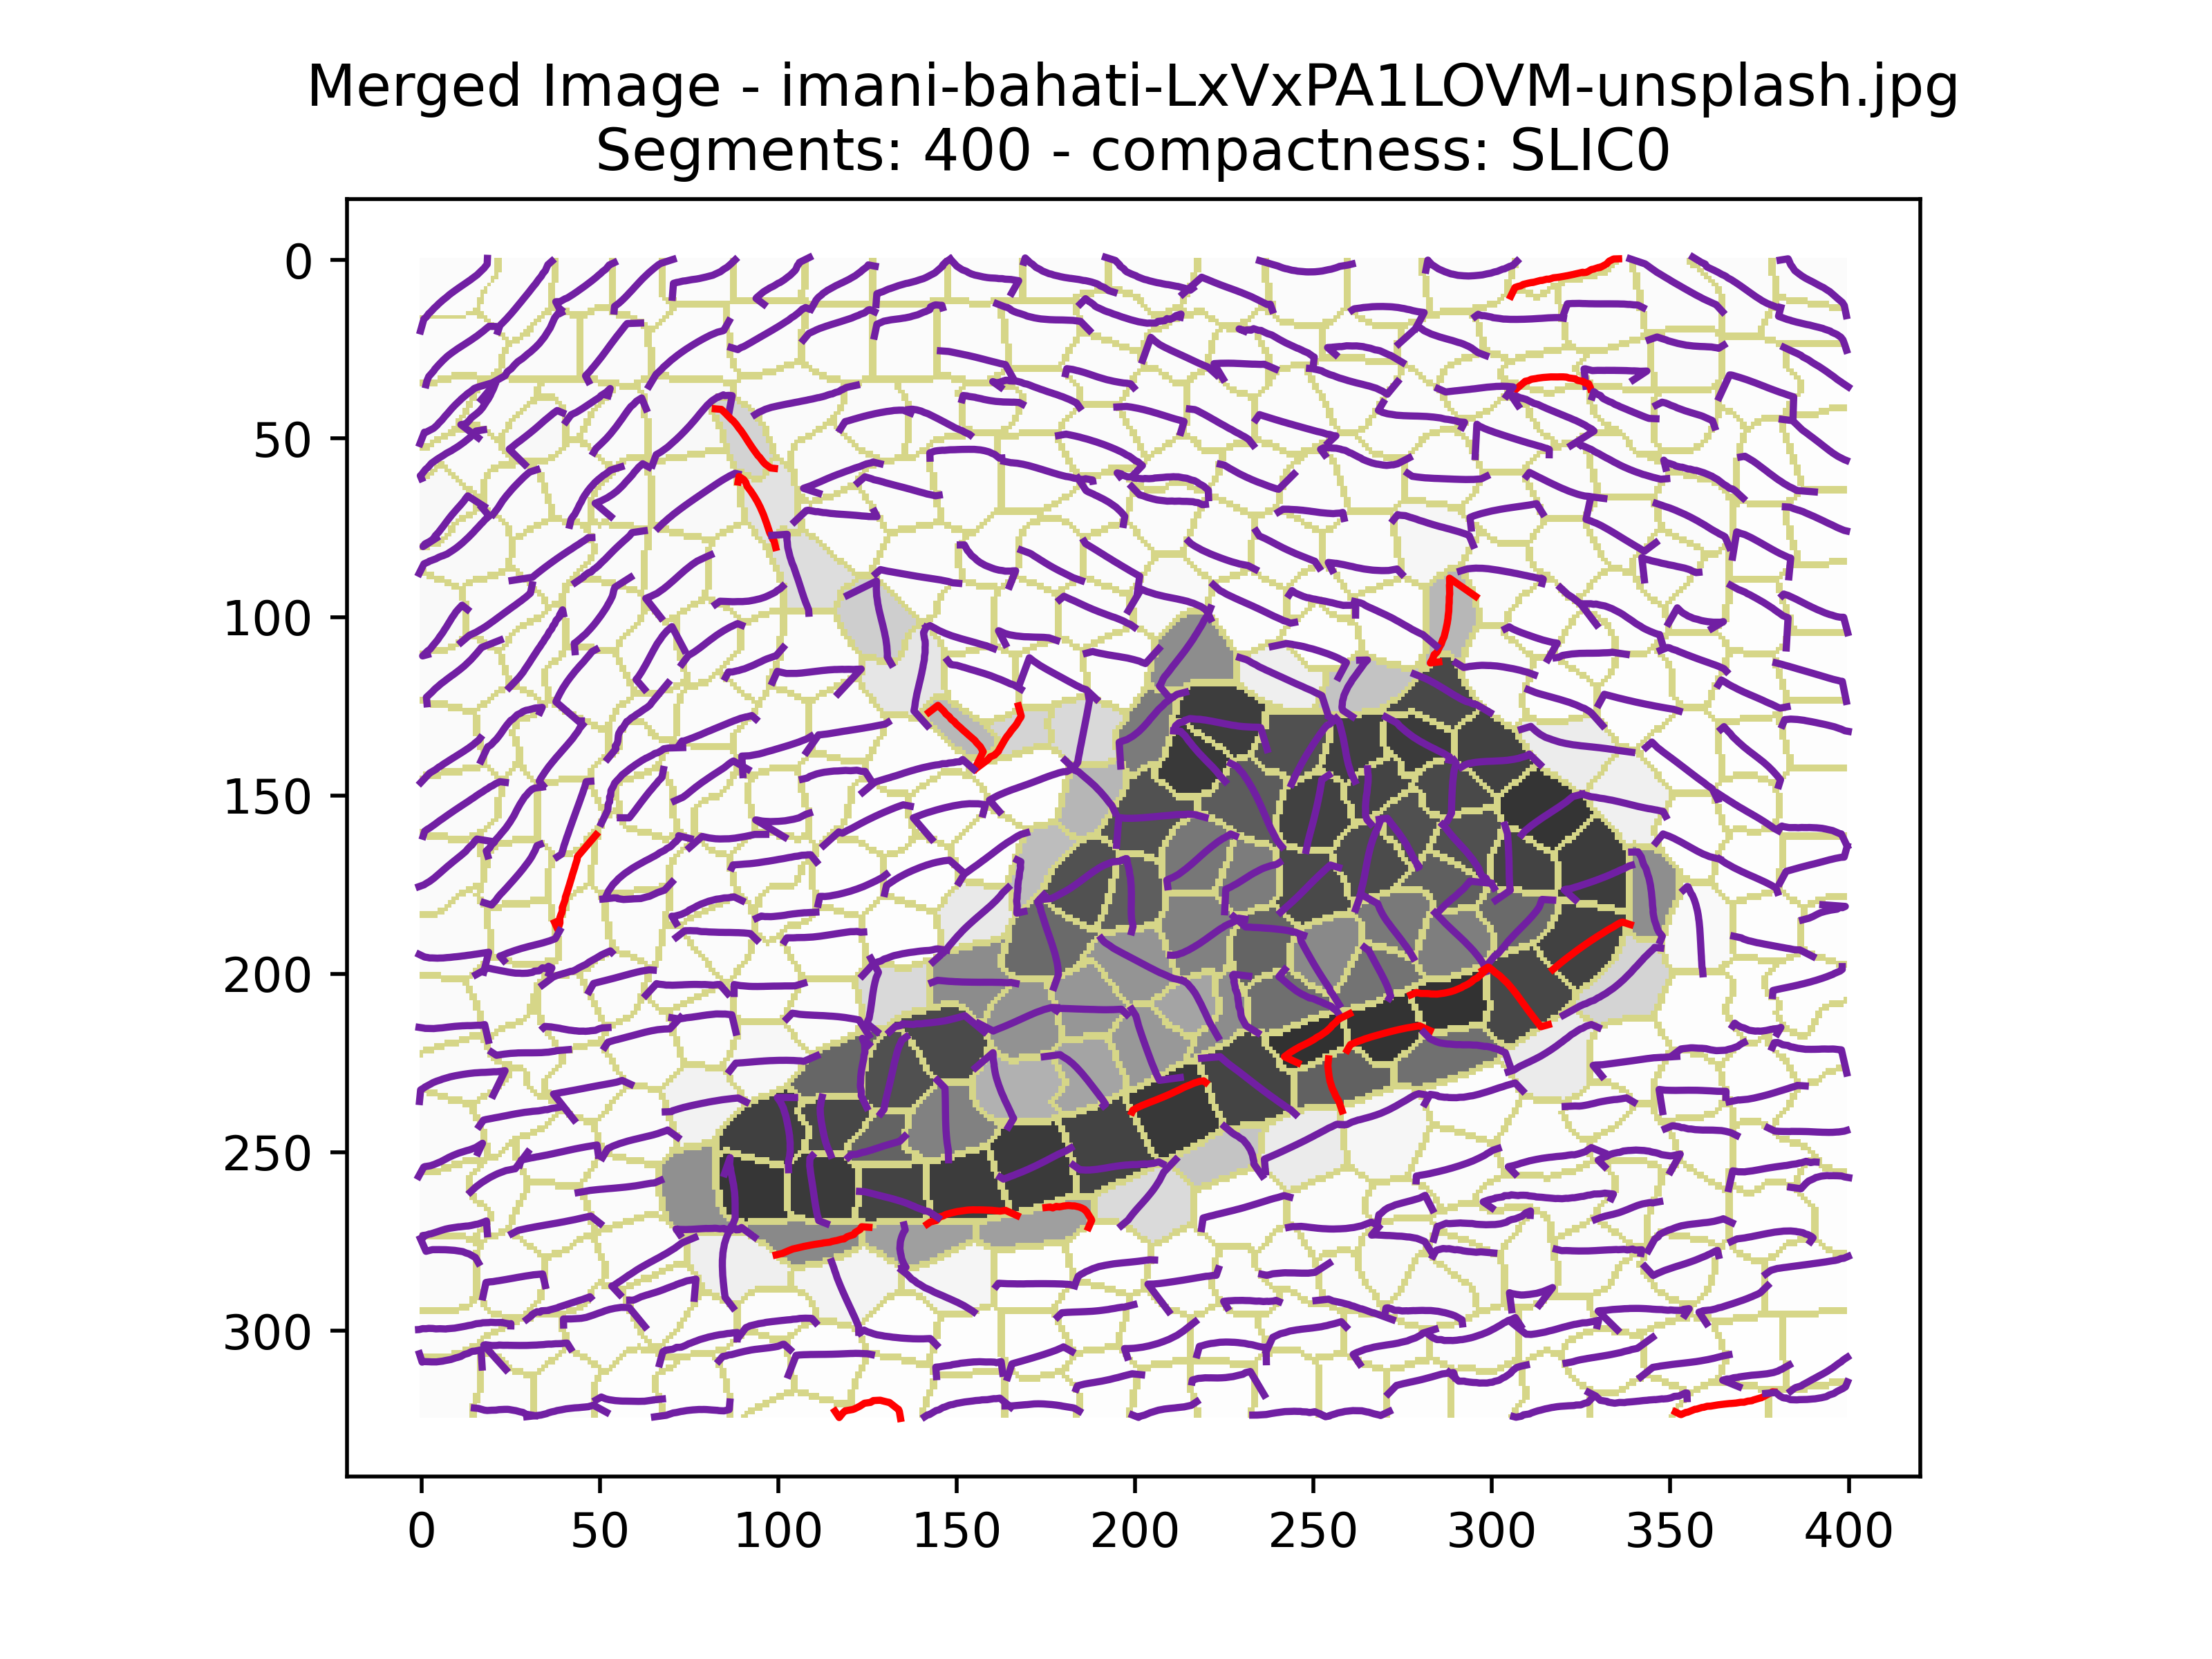 Merged Image - imani-bahati-LxVxPA1LOVM-unsplash.jpg
Segments: 400 - compactness: SLIC0
0
50
100
150
200
250
300
0 50 100 150 200 250 300 350 400